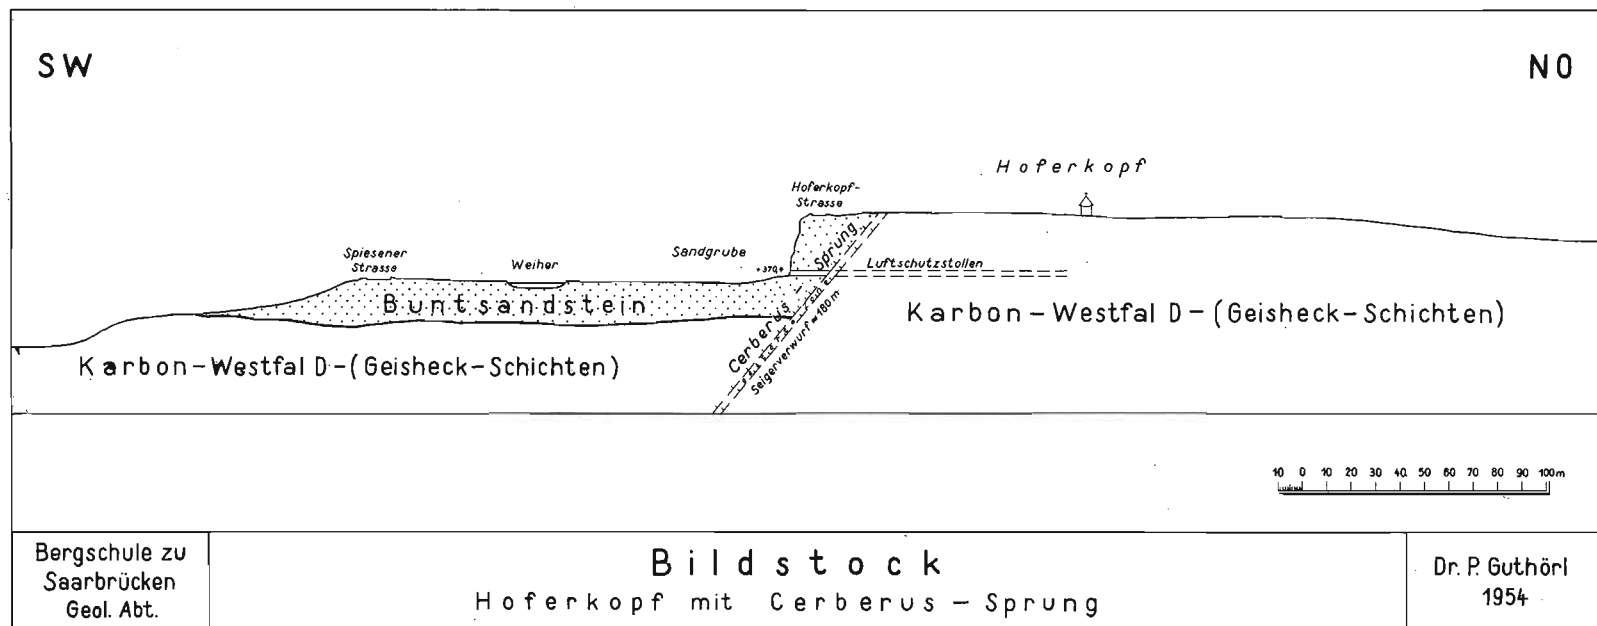 SW
NO
Hoferkopf
Hoferkopf-
Strasse
Spiesener
Strasse
Weiher
Sandgrube
+370,4
Luftschutzstollen
Buntsandstein
Cerberus - Sprung
Seigerverwurf = 180 m
Karbon-Westfal D-(Geisheck-Schichten)
Karbon-Westfal D-(Geisheck-Schichten)
10 0 10 20 30 40 50 60 70 80 90 100m
Bergschule zu
Saarbrücken
Geol. Abt.
Bildstock
Hoferkopf mit Cerberus - Sprung
Dr. P. Guthörl
1954